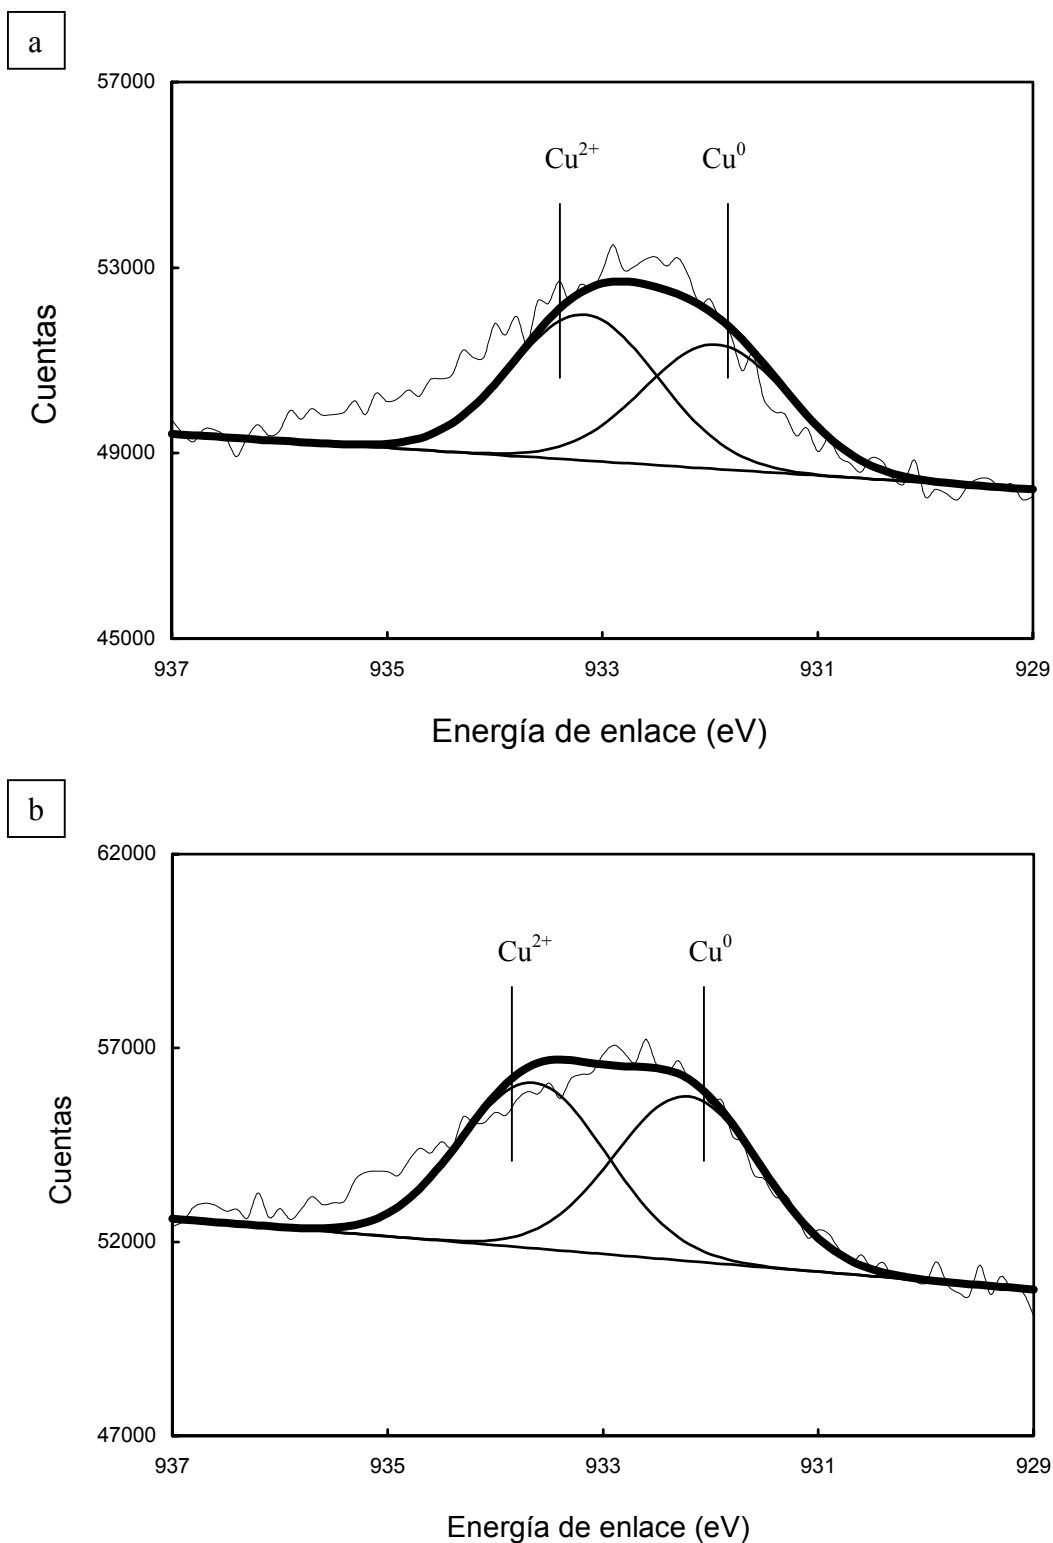 a
57000
Cu²⁺ Cu⁰
53000
Cuentas
49000
45000
937 935 933 931 929
Energía de enlace (eV)
b
62000
Cu²⁺ Cu⁰
57000
Cuentas
52000
47000
937 935 933 931 929
Energía de enlace (eV)